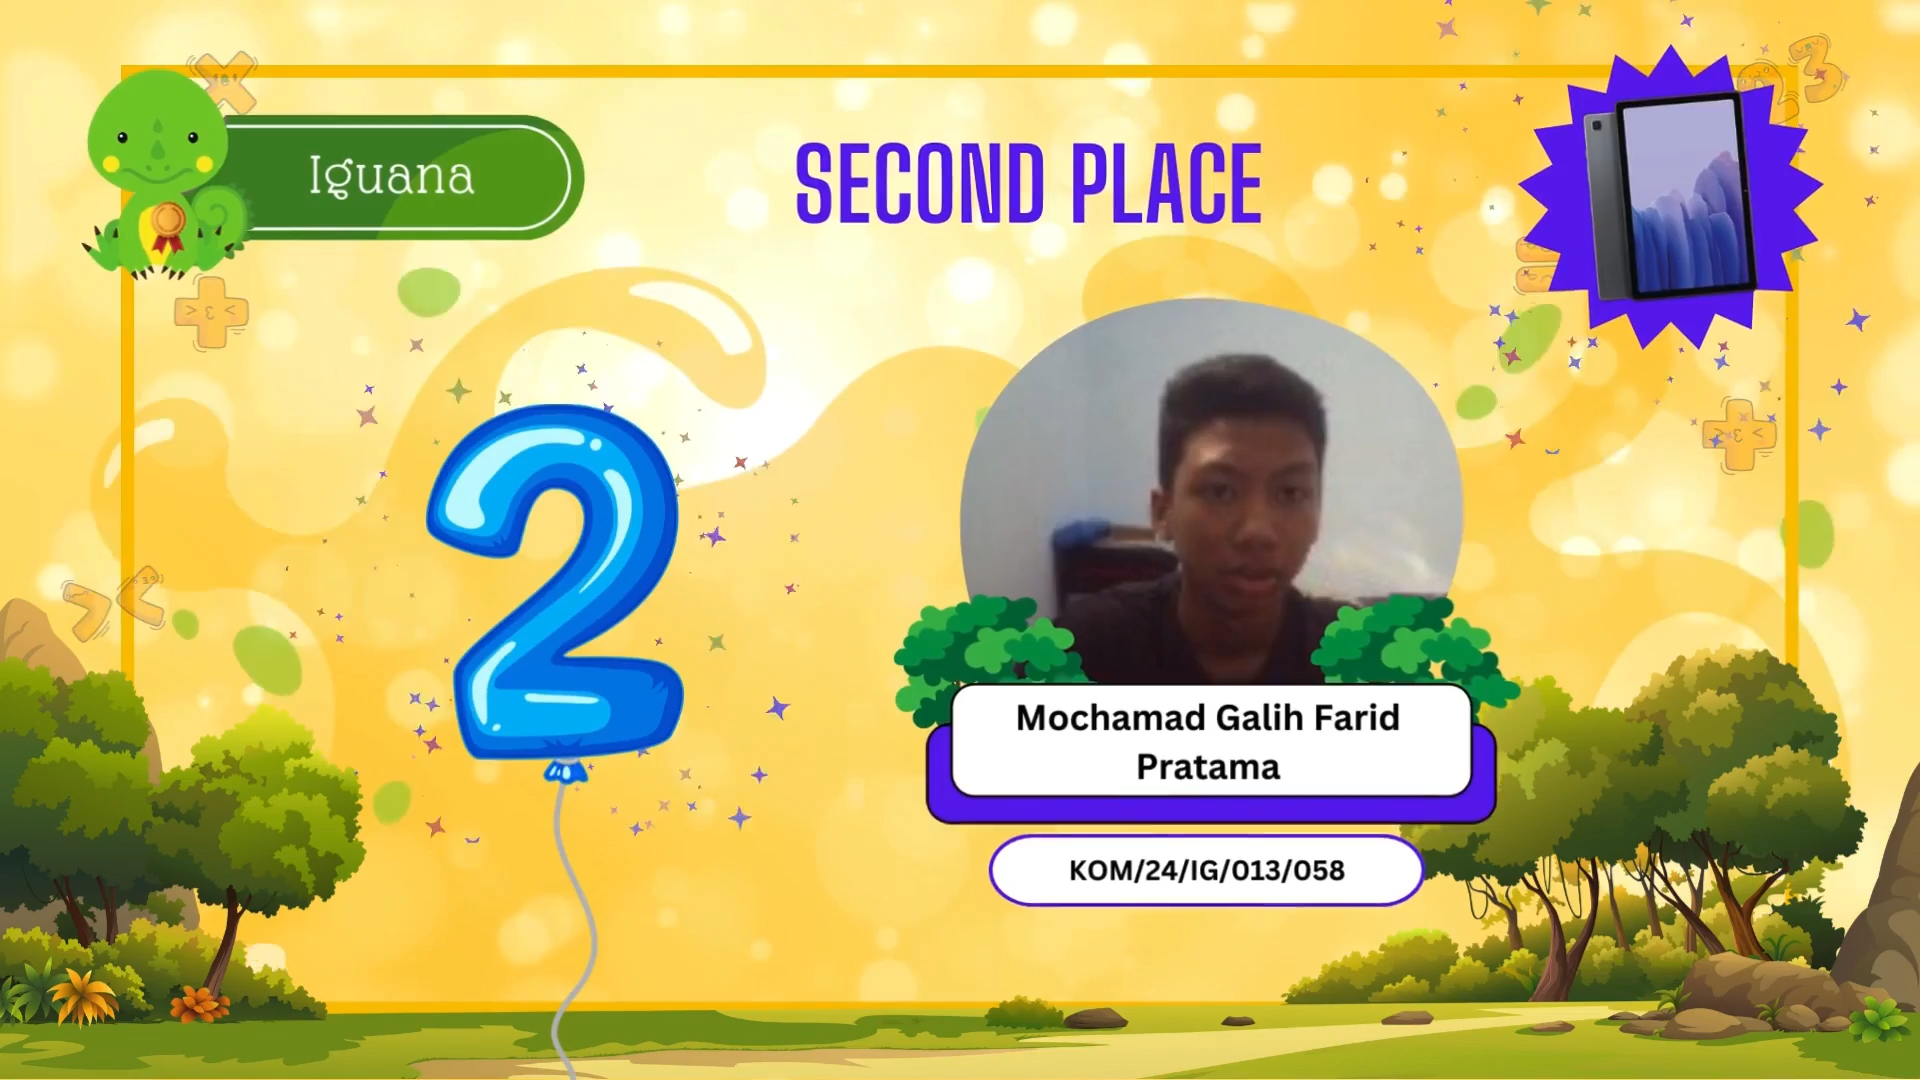 Iguana
SECOND PLACE
2
Mochamad Galih Farid
Pratama
KOM/24/IG/013/058